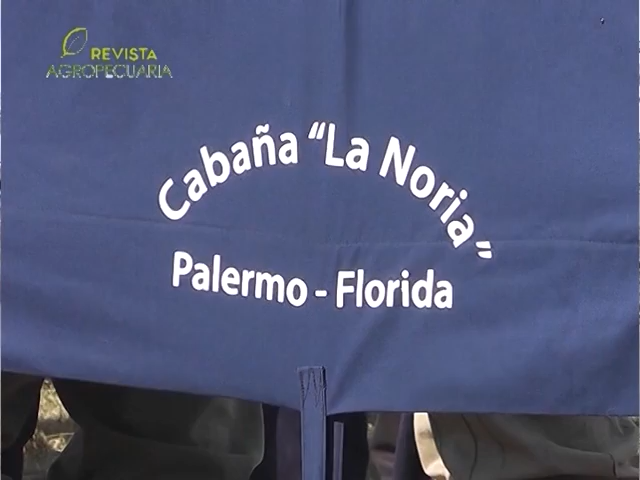 REVISTA
AGROPECUARIA
Cabaña “La Noria”
Palermo - Florida